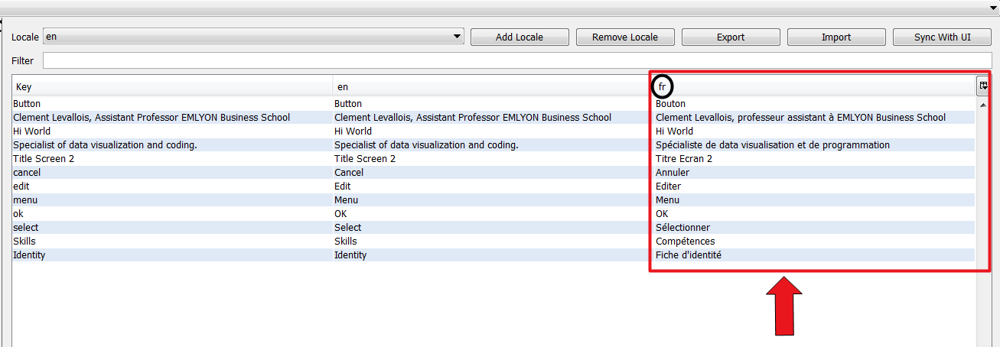 Locale en Add Locale Remove Locale Export Import Sync With UI
Filter
Key en fr
Button Button Bouton
Clement Levallois, Assistant Professor EMLYON Business School Clement Levallois, Assistant Professor EMLYON Business School Clement Levallois, professeur assistant à EMLYON Business School
Hi World Hi World Hi World
Specialist of data visualization and coding. Specialist of data visualization and coding. Spécialiste de data visualisation et de programmation
Title Screen 2 Title Screen 2 Titre Ecran 2
cancel Cancel Annuler
edit Edit Editer
menu Menu Menu
ok OK OK
select Select Sélectionner
Skills Skills Compétences
Identity Identity Fiche d'identité